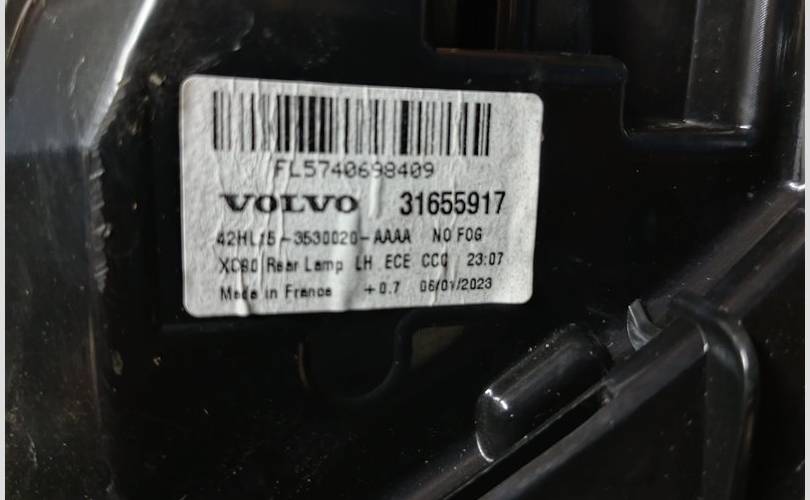 FL5740698409
VOLVO 31655917
42HL15-3530020-AAAA NO FOG
Rear Lamp LH ECE CCC 23:07
Made in France +0.7 06/01/2023